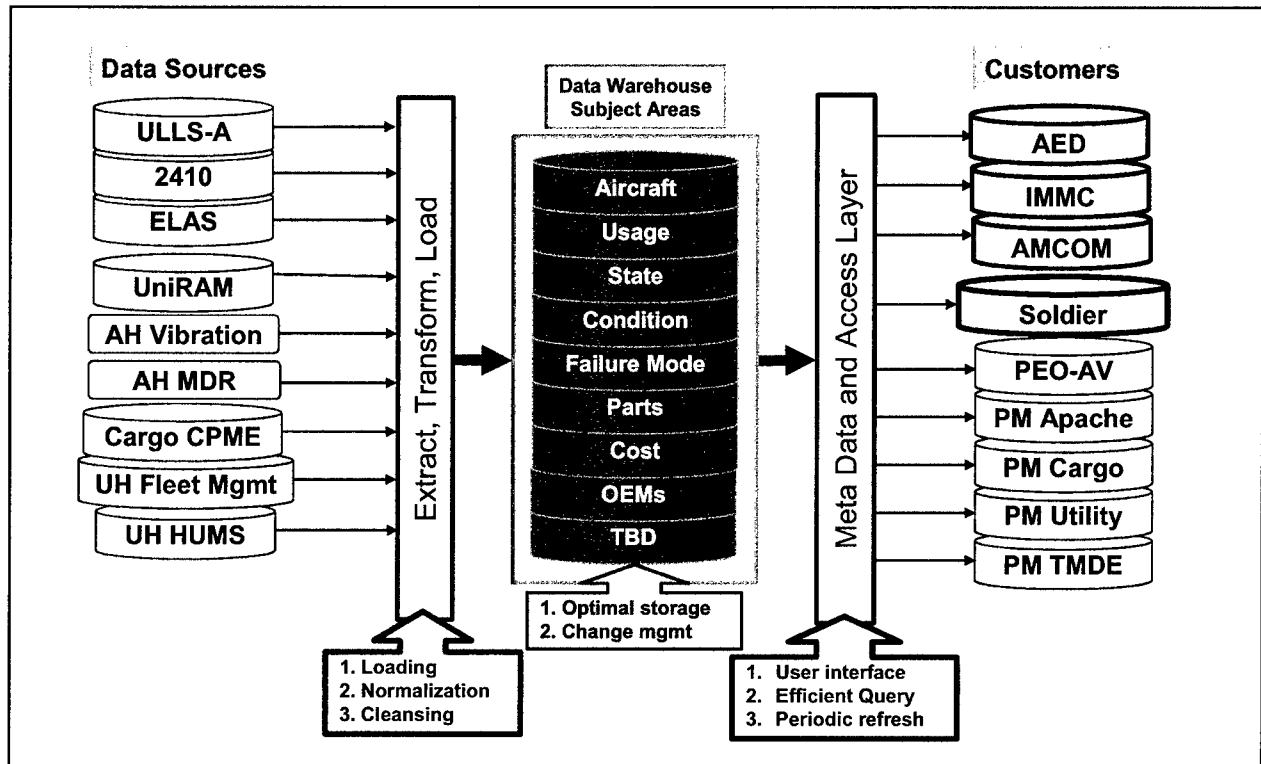 Data Sources
ULLS-A
2410
ELAS
UniRAM
AH Vibration
AH MDR
Cargo CPME
UH Fleet Mgmt
UH HUMS
Extract, Transform, Load
1. Loading
2. Normalization
3. Cleansing
Data Warehouse
Subject Areas
Aircraft
Usage
State
Condition
Failure Mode
Parts
Cost
OEMs
TBD
1. Optimal storage
2. Change mgmt
Meta Data and Access Layer
1. User interface
2. Efficient Query
3. Periodic refresh
Customers
AED
IMMC
AMCOM
Soldier
PEO-AV
PM Apache
PM Cargo
PM Utility
PM TMDE